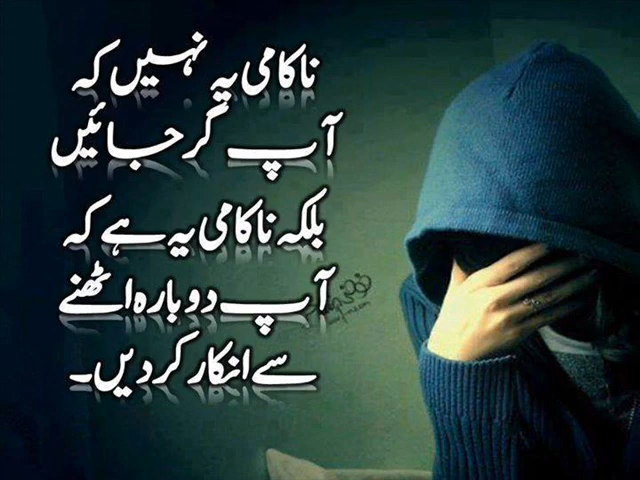 ناکامی یہ نہیں کہ
آپ گر جائیں
بلکہ ناکامی یہ ہے کہ
آپ دوبارہ اٹھنے
سے انکار کر دیں۔